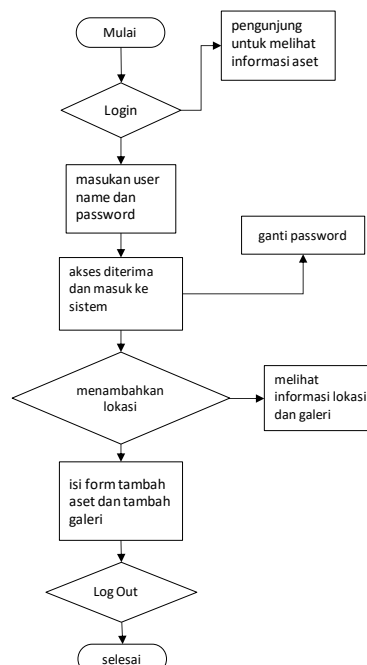 Mulai
pengunjung
untuk melihat
informasi aset
Login
masukan user
name dan
password
ganti password
akses diterima
dan masuk ke
sistem
menambahkan
lokasi
melihat
informasi lokasi
dan galeri
isi form tambah
aset dan tambah
galeri
Log Out
selesai